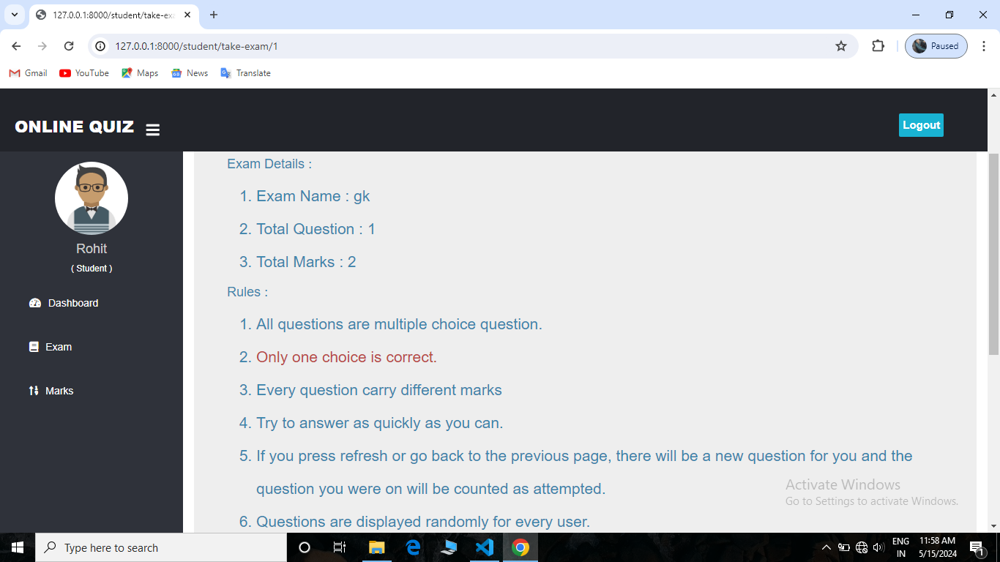 127.0.0.1:8000/student/take-exa
127.0.0.1:8000/student/take-exam/1
Paused
Gmail
YouTube
Maps
News
Translate
ONLINE QUIZ
Logout
Rohit
( Student )
Dashboard
Exam
Marks
Exam Details :
1. Exam Name : gk
2. Total Question : 1
3. Total Marks : 2
Rules :
1. All questions are multiple choice question.
2. Only one choice is correct.
3. Every question carry different marks
4. Try to answer as quickly as you can.
5. If you press refresh or go back to the previous page, there will be a new question for you and the
question you were on will be counted as attempted.
6. Questions are displayed randomly for every user.
Activate Windows
Go to Settings to activate Windows.
Type here to search
ENG
IN
11:58 AM
5/15/2024
1